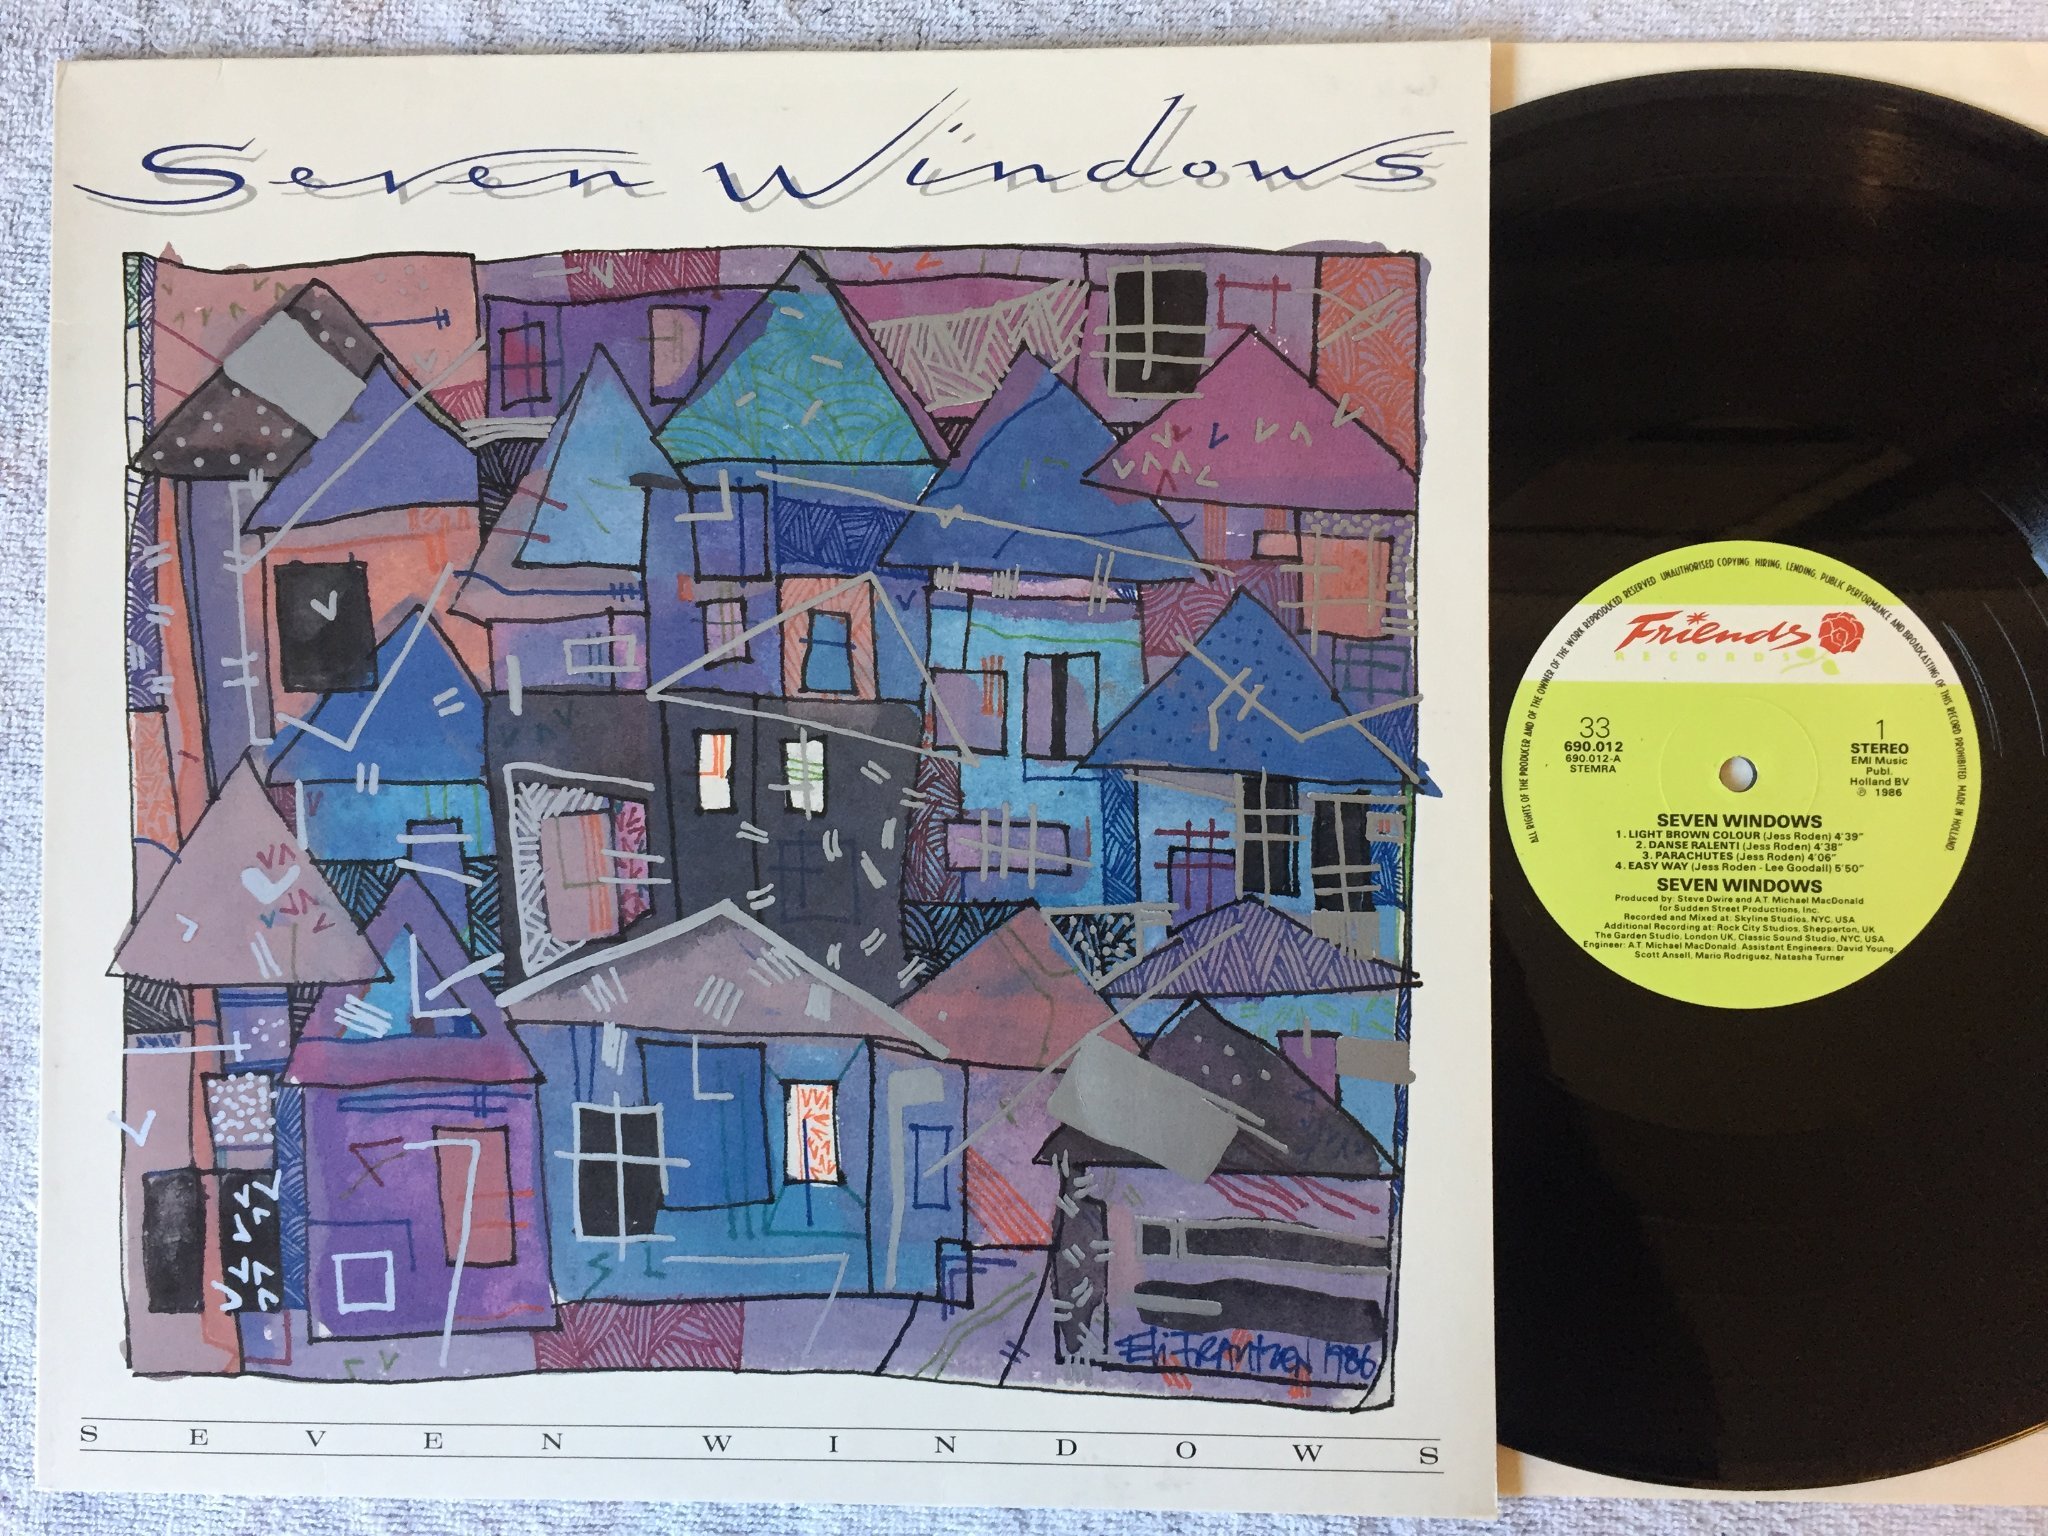 Seven Windows
Eli Frantzen 1986
SEVEN WINDOWS
ALL RIGHTS OF THE PRODUCER AND OF THE OWNER OF THE WORK REPRODUCED RESERVED UNAUTHORISED COPYING, HIRING, LENDING, PUBLIC PERFORMANCE AND BROADCASTING OF THIS RECORD PROHIBITED MADE IN HOLLAND
Friends
RECORDS
33
690.012
690.012-A
STEMRA
1
STEREO
EMI Music
Publ.
Holland BV
℗ 1986
SEVEN WINDOWS
1. LIGHT BROWN COLOUR (Jess Roden) 4'39"
2. DANSE RALENTI (Jess Roden) 4'38"
3. PARACHUTES (Jess Roden) 4'06"
4. EASY WAY (Jess Roden - Lee Goodall) 5'50"
SEVEN WINDOWS
Produced by: Steve Dwire and A.T. Michael MacDonald
for Sudden Street Productions, Inc.
Recorded and Mixed at: Skyline Studios, NYC, USA
Additional Recording at: Rock City Studios, Shepperton, UK
The Garden Studio, London UK, Classic Sound Studio, NYC, USA
Engineer: A.T. Michael MacDonald. Assistant Engineers: David Young,
Scott Ansell, Mario Rodriguez, Natasha Turner